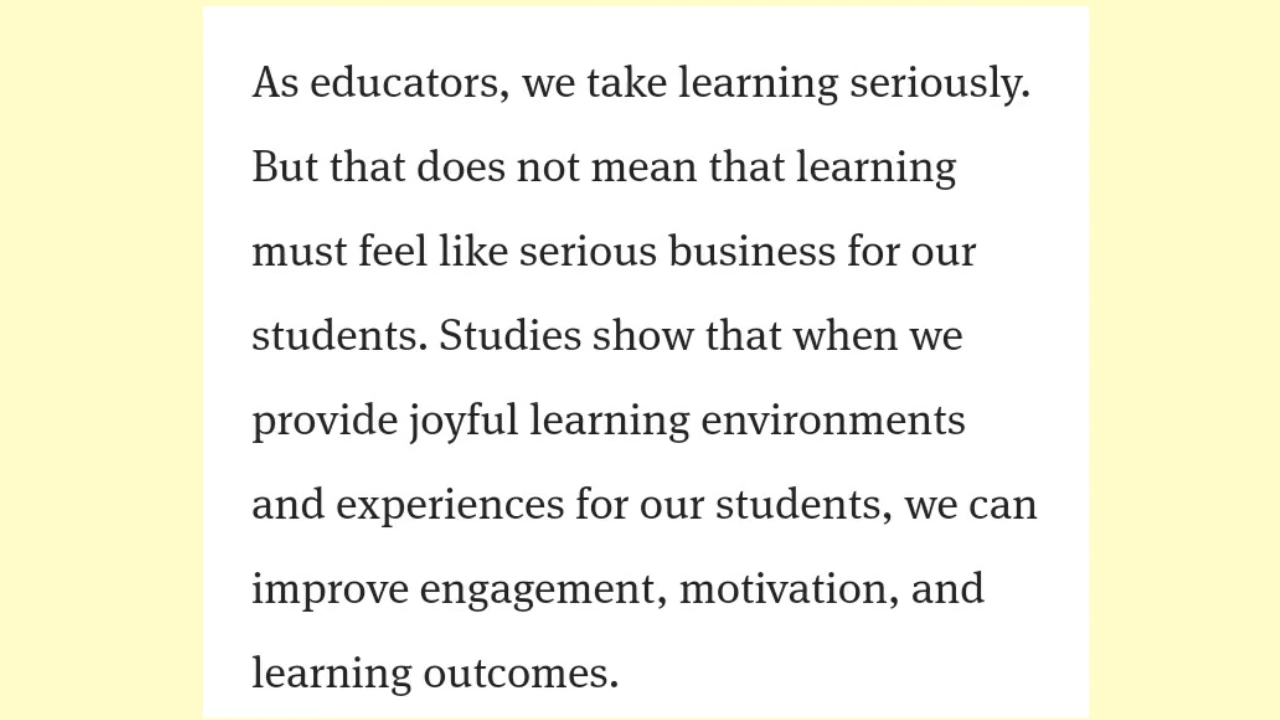 As educators, we take learning seriously.
But that does not mean that learning
must feel like serious business for our
students. Studies show that when we
provide joyful learning environments
and experiences for our students, we can
improve engagement, motivation, and
learning outcomes.